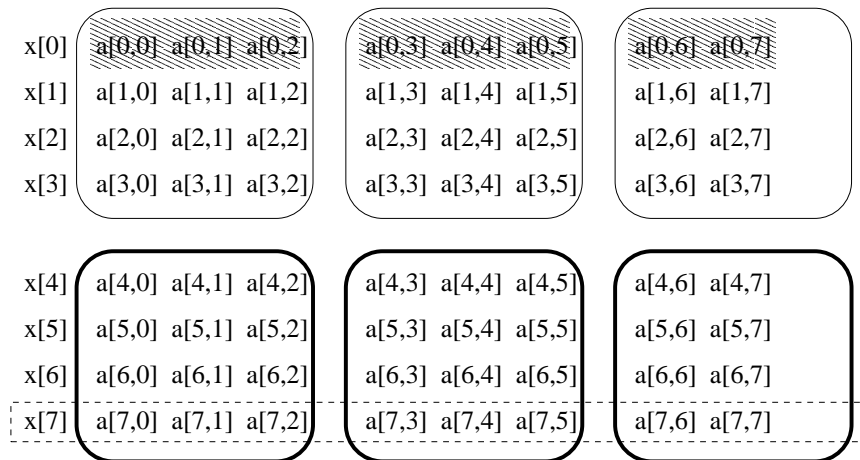 x[0] a[0,0] a[0,1] a[0,2] a[0,3] a[0,4] a[0,5] a[0,6] a[0,7]
x[1] a[1,0] a[1,1] a[1,2] a[1,3] a[1,4] a[1,5] a[1,6] a[1,7]
x[2] a[2,0] a[2,1] a[2,2] a[2,3] a[2,4] a[2,5] a[2,6] a[2,7]
x[3] a[3,0] a[3,1] a[3,2] a[3,3] a[3,4] a[3,5] a[3,6] a[3,7]
x[4] a[4,0] a[4,1] a[4,2] a[4,3] a[4,4] a[4,5] a[4,6] a[4,7]
x[5] a[5,0] a[5,1] a[5,2] a[5,3] a[5,4] a[5,5] a[5,6] a[5,7]
x[6] a[6,0] a[6,1] a[6,2] a[6,3] a[6,4] a[6,5] a[6,6] a[6,7]
x[7] a[7,0] a[7,1] a[7,2] a[7,3] a[7,4] a[7,5] a[7,6] a[7,7]